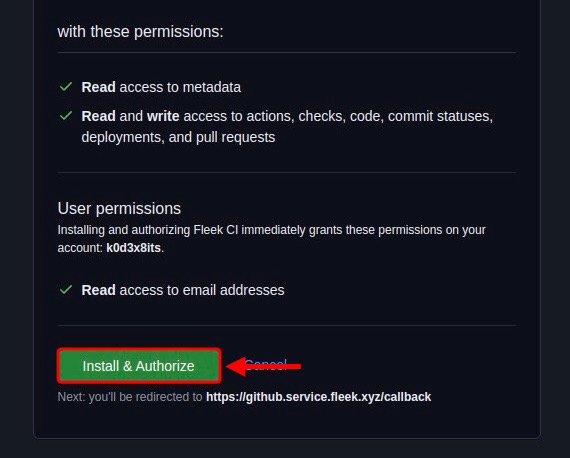 with these permissions:
Read access to metadata
Read and write access to actions, checks, code, commit statuses,
deployments, and pull requests
User permissions
Installing and authorizing Fleek CI immediately grants these permissions on your
account: k0d3x8its.
Read access to email addresses
Install & Authorize
Cancel
Next: you'll be redirected to https://github.service.fleek.xyz/callback